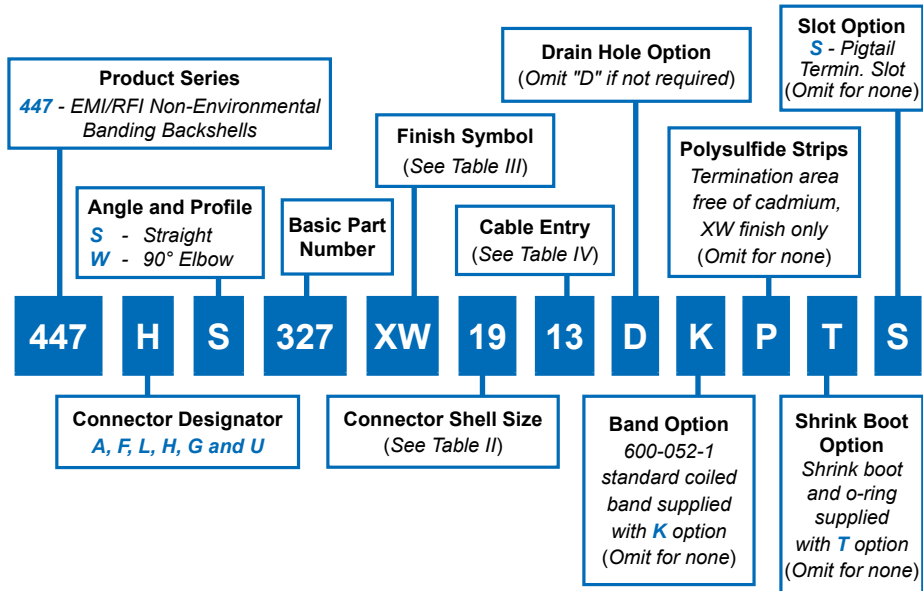 Product Series
447 - EMI/RFI Non-Environmental
Banding Backshells
Angle and Profile
S - Straight
W - 90° Elbow
Basic Part
Number
Finish Symbol
(See Table III)
Cable Entry
(See Table IV)
Drain Hole Option
(Omit "D" if not required)
Polysulfide Strips
Termination area
free of cadmium,
XW finish only
(Omit for none)
Slot Option
S - Pigtail
Termin. Slot
(Omit for none)
447 H S 327 XW 19 13 D K P T S
Connector Designator
A, F, L, H, G and U
Connector Shell Size
(See Table II)
Band Option
600-052-1
standard coiled
band supplied
with K option
(Omit for none)
Shrink Boot
Option
Shrink boot
and o-ring
supplied
with T option
(Omit for none)